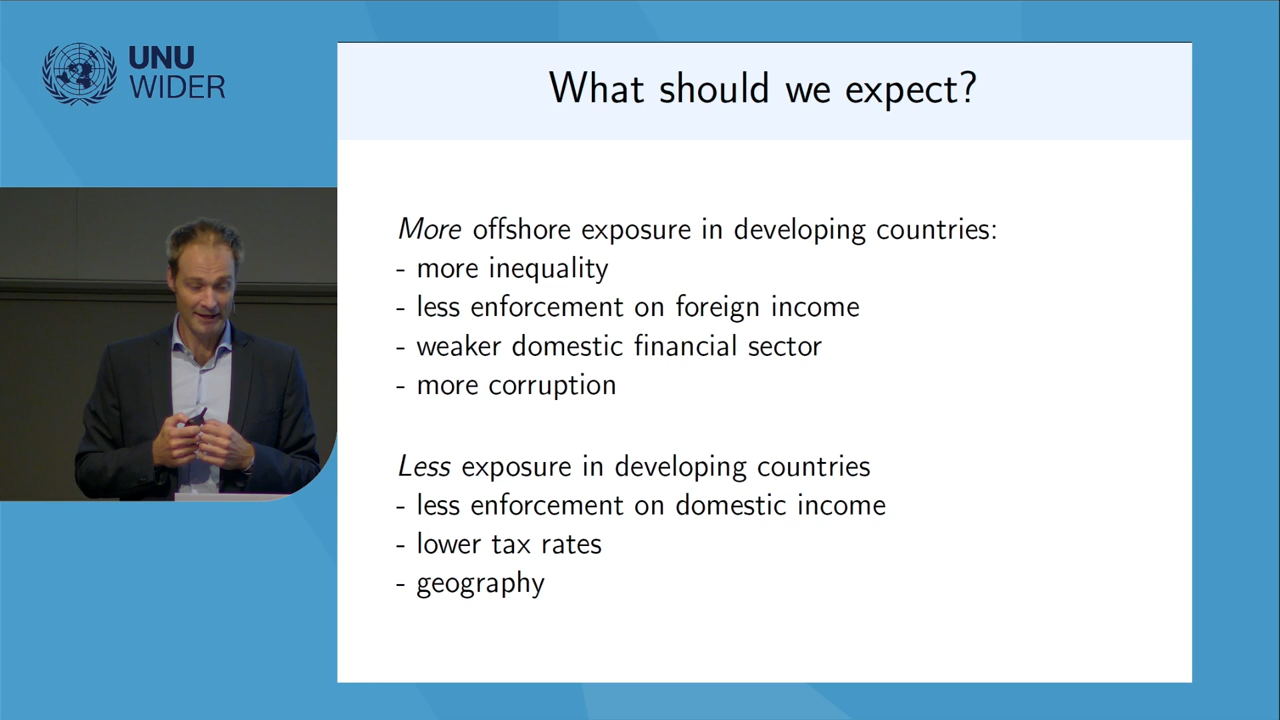 UNU
WIDER
What should we expect?
More offshore exposure in developing countries:
- more inequality
- less enforcement on foreign income
- weaker domestic financial sector
- more corruption
Less exposure in developing countries
- less enforcement on domestic income
- lower tax rates
- geography